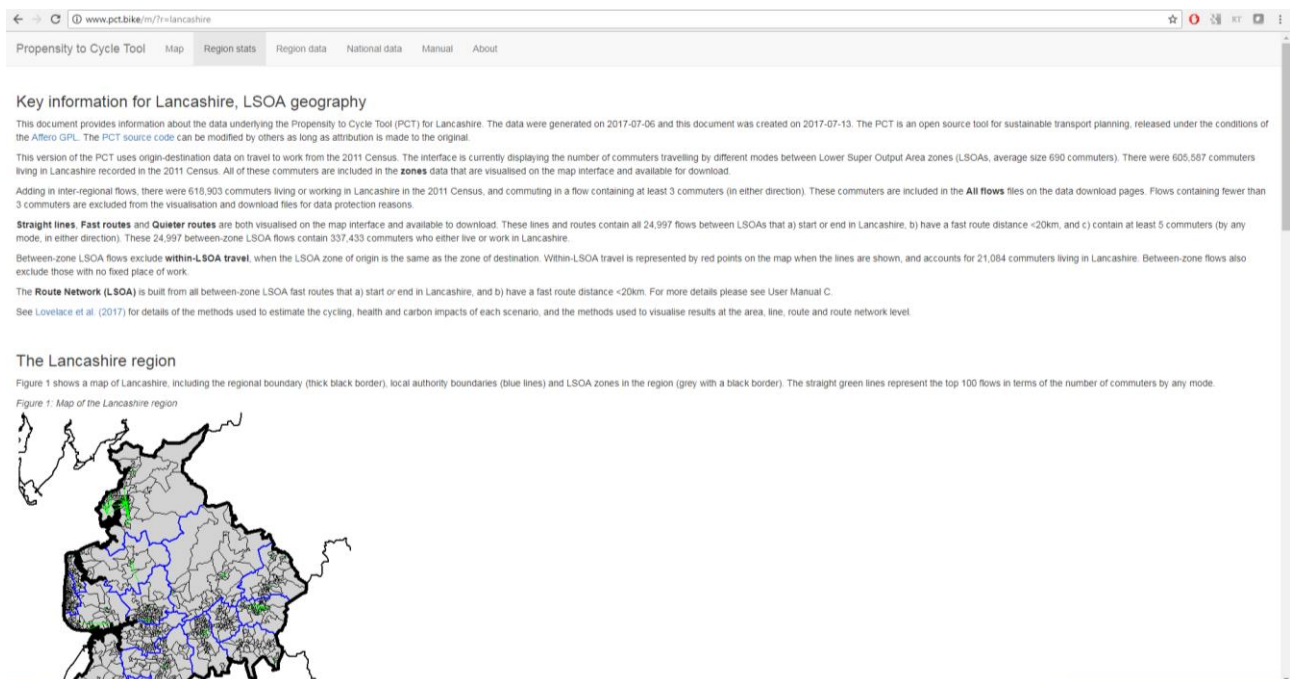 www.pct.bike/m/?r=lancashire
Propensity to Cycle Tool Map Region stats Region data National data Manual About
Key information for Lancashire, LSOA geography
This document provides information about the data underlying the Propensity to Cycle Tool (PCT) for Lancashire. The data were generated on 2017-07-06 and this document was created on 2017-07-13. The PCT is an open source tool for sustainable transport planning, released under the conditions of
the Affero GPL. The PCT source code can be modified by others as long as attribution is made to the original.
This version of the PCT uses origin-destination data on travel to work from the 2011 Census. The interface is currently displaying the number of commuters travelling by different modes between Lower Super Output Area zones (LSOAs, average size 690 commuters). There were 605,587 commuters
living in Lancashire recorded in the 2011 Census. All of these commuters are included in the zones data that are visualised on the map interface and available for download.
Adding in inter-regional flows, there were 618,903 commuters living or working in Lancashire in the 2011 Census, and commuting in a flow containing at least 3 commuters (in either direction). These commuters are included in the All flows files on the data download pages. Flows containing fewer than
3 commuters are excluded from the visualisation and download files for data protection reasons.
Straight lines, Fast routes and Quieter routes are both visualised on the map interface and available to download. These lines and routes contain all 24,997 flows between LSOAs that a) start or end in Lancashire, b) have a fast route distance <20km, and c) contain at least 5 commuters (by any
mode, in either direction). These 24,997 between-zone LSOA flows contain 337,433 commuters who either live or work in Lancashire.
Between-zone LSOA flows exclude within-LSOA travel, when the LSOA zone of origin is the same as the zone of destination. Within-LSOA travel is represented by red points on the map when the lines are shown, and accounts for 21,084 commuters living in Lancashire. Between-zone flows also
exclude those with no fixed place of work.
The Route Network (LSOA) is built from all between-zone LSOA fast routes that a) start or end in Lancashire, and b) have a fast route distance <20km. For more details please see User Manual C.
See Lovelace et al. (2017) for details of the methods used to estimate the cycling, health and carbon impacts of each scenario, and the methods used to visualise results at the area, line, route and route network level.
The Lancashire region
Figure 1 shows a map of Lancashire, including the regional boundary (thick black border), local authority boundaries (blue lines) and LSOA zones in the region (grey with a black border). The straight green lines represent the top 100 flows in terms of the number of commuters by any mode.
Figure 1: Map of the Lancashire region